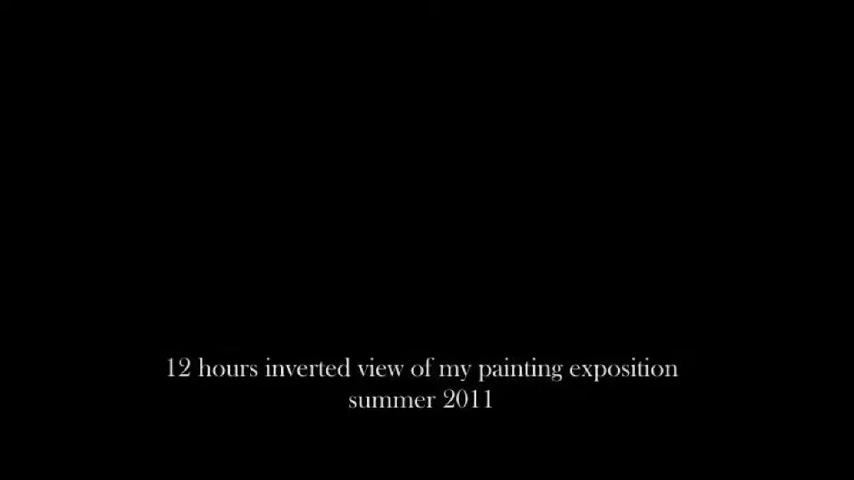 12 hours inverted view of my painting exposition
summer 2011